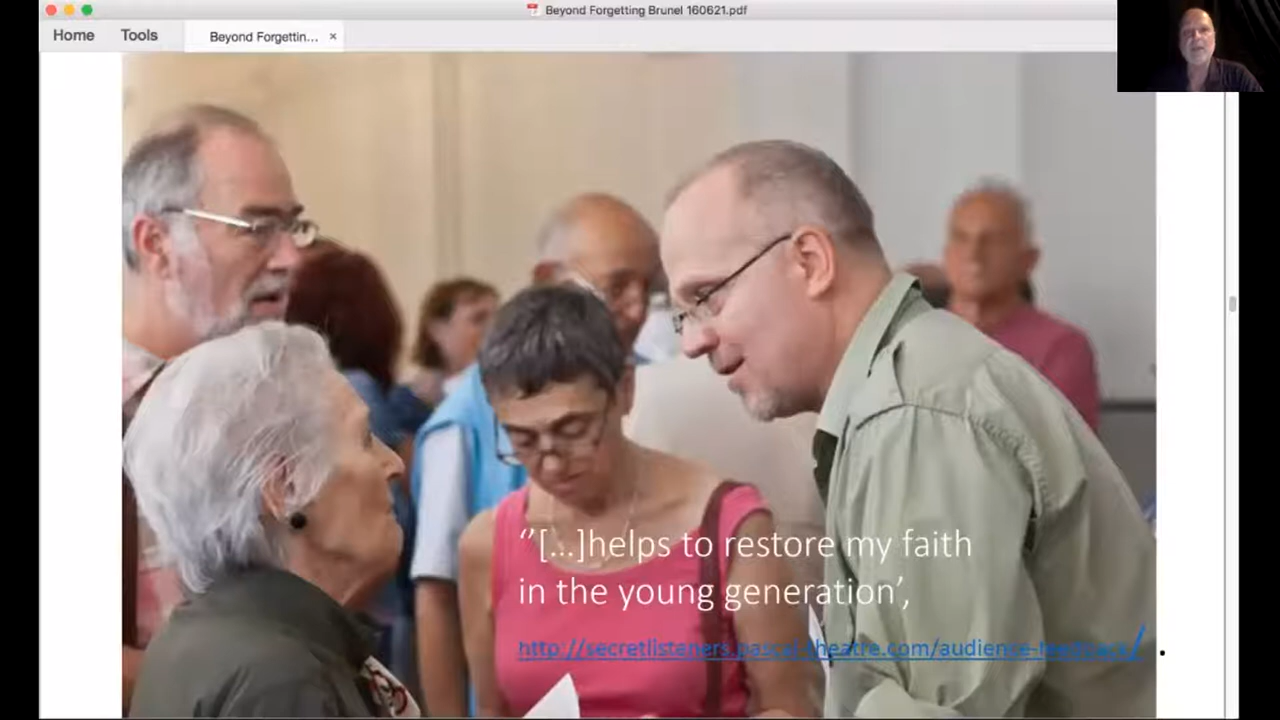 Beyond Forgetting Brunel 160621.pdf
Home
Tools
Beyond Forgettin...
×
‘’[...]helps to restore my faith
in the young generation’,
http://secretlisteners.pascal-theatre.com/audience-feedback/ .